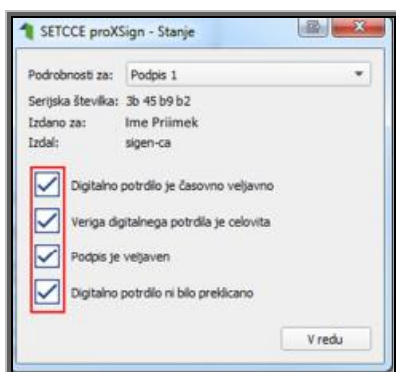 SETCCE proXSign - Stanje
Podrobnosti za: Podpis 1
Serijska številka: 3b 45 b9 b2
Izdano za: Ime Priimek
Izdal: sigen-ca
Digitalno potrdilo je časovno veljavno
Veriga digitalnega potrdila je celovita
Podpis je veljaven
Digitalno potrdilo ni bilo preklicano
V redu